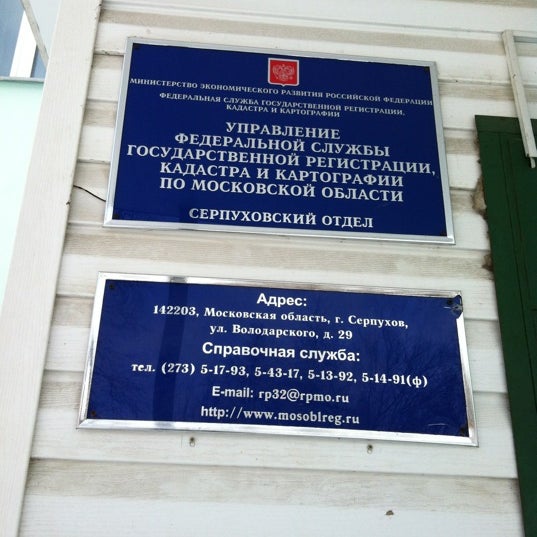 МИНИСТЕРСТВО ЭКОНОМИЧЕСКОГО РАЗВИТИЯ РОССИЙСКОЙ ФЕДЕРАЦИИ
ФЕДЕРАЛЬНАЯ СЛУЖБА ГОСУДАРСТВЕННОЙ РЕГИСТРАЦИИ,
КАДАСТРА И КАРТОГРАФИИ
УПРАВЛЕНИЕ
ФЕДЕРАЛЬНОЙ СЛУЖБЫ
ГОСУДАРСТВЕННОЙ РЕГИСТРАЦИИ,
КАДАСТРА И КАРТОГРАФИИ
ПО МОСКОВСКОЙ ОБЛАСТИ
СЕРПУХОВСКИЙ ОТДЕЛ
Адрес:
142203, Московская область, г. Серпухов,
ул. Володарского, д. 29
Справочная служба:
тел. (273) 5-17-93, 5-43-17, 5-13-92, 5-14-91(ф)
E-mail: rp32@rpmo.ru
http://www.mosoblreg.ru